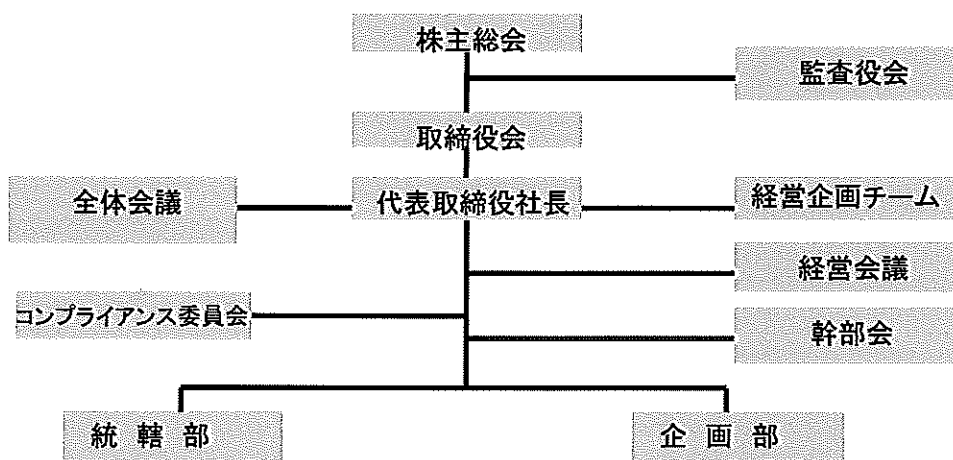 株主総会
監査役会
取締役会
全体会議
代表取締役社長
経営企画チーム
経営会議
コンプライアンス委員会
幹部会
統 轄 部
企 画 部